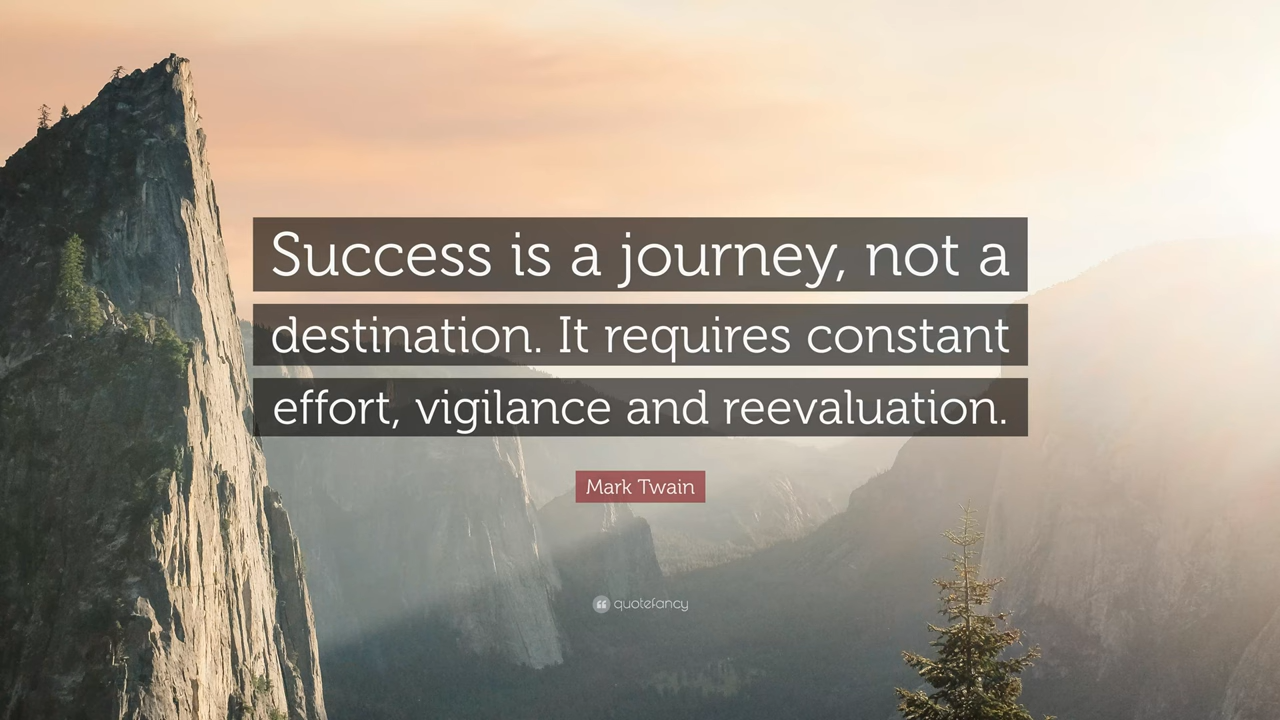 Success is a journey, not a
destination. It requires constant
effort, vigilance and reevaluation.
Mark Twain
quotefancy